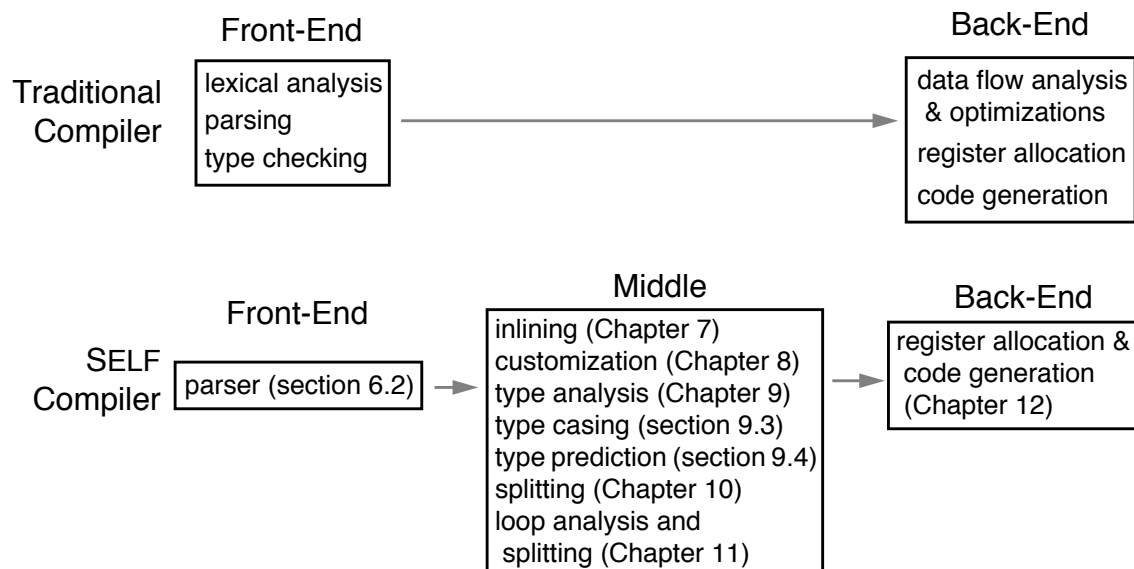 Front-End
Back-End
Traditional
Compiler
lexical analysis
parsing
type checking
data flow analysis
& optimizations
register allocation
code generation
Front-End
Middle
Back-End
SELF
Compiler
parser (section 6.2)
inlining (Chapter 7)
customization (Chapter 8)
type analysis (Chapter 9)
type casing (section 9.3)
type prediction (section 9.4)
splitting (Chapter 10)
loop analysis and
splitting (Chapter 11)
register allocation &
code generation
(Chapter 12)